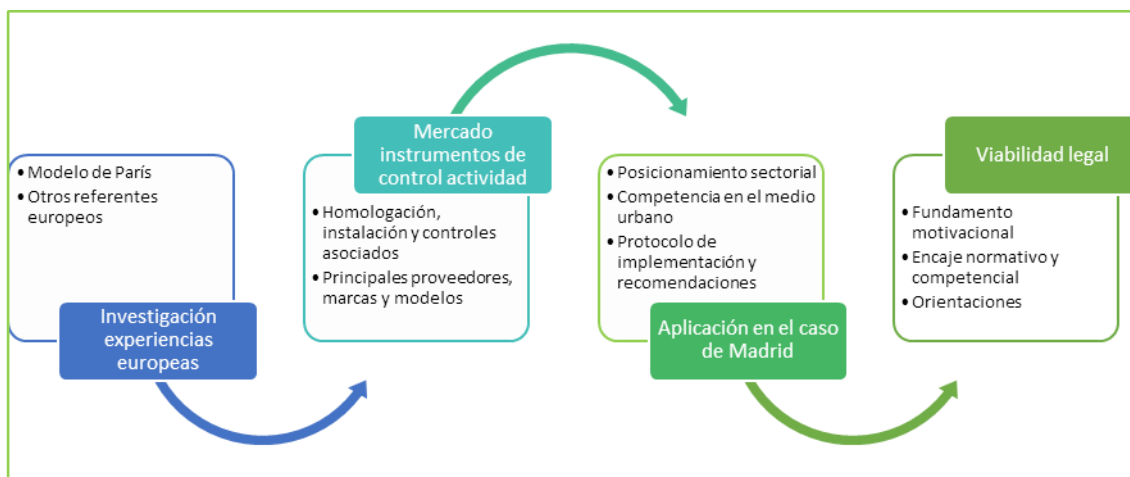 • Modelo de París
• Otros referentes
europeos
Investigación
experiencias
europeas
Mercado
instrumentos de
control actividad
• Homologación,
instalación y controles
asociados
• Principales proveedores,
marcas y modelos
• Posicionamiento sectorial
• Competencia en el medio
urbano
• Protocolo de
implementación y
recomendaciones
Aplicación en el caso
de Madrid
Viabilidad legal
• Fundamento
motivacional
• Encaje normativo y
competencial
• Orientaciones